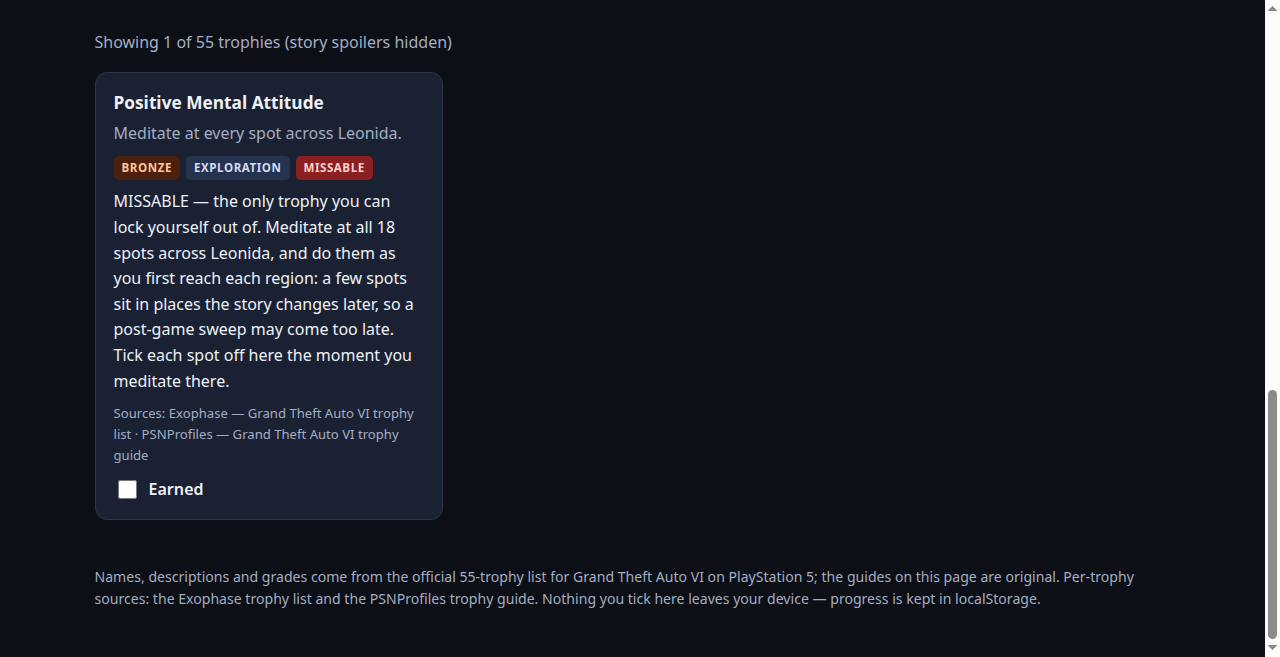 Showing 1 of 55 trophies (story spoilers hidden)
Positive Mental Attitude
Meditate at every spot across Leonida.
BRONZE EXPLORATION MISSABLE
MISSABLE — the only trophy you can
lock yourself out of. Meditate at all 18
spots across Leonida, and do them as
you first reach each region: a few spots
sit in places the story changes later, so a
post-game sweep may come too late.
Tick each spot off here the moment you
meditate there.
Sources: Exophase — Grand Theft Auto VI trophy
list · PSNProfiles — Grand Theft Auto VI trophy
guide
Earned
Names, descriptions and grades come from the official 55-trophy list for Grand Theft Auto VI on PlayStation 5; the guides on this page are original. Per-trophy
sources: the Exophase trophy list and the PSNProfiles trophy guide. Nothing you tick here leaves your device — progress is kept in localStorage.